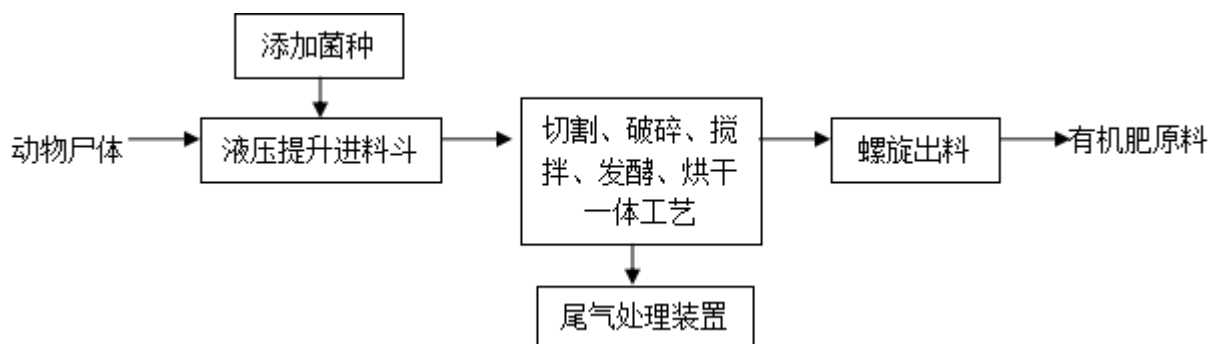 添加菌种
动物尸体
液压提升进料斗
切割、破碎、搅
拌、发酵、烘干
一体工艺
螺旋出料
有机肥原料
尾气处理装置